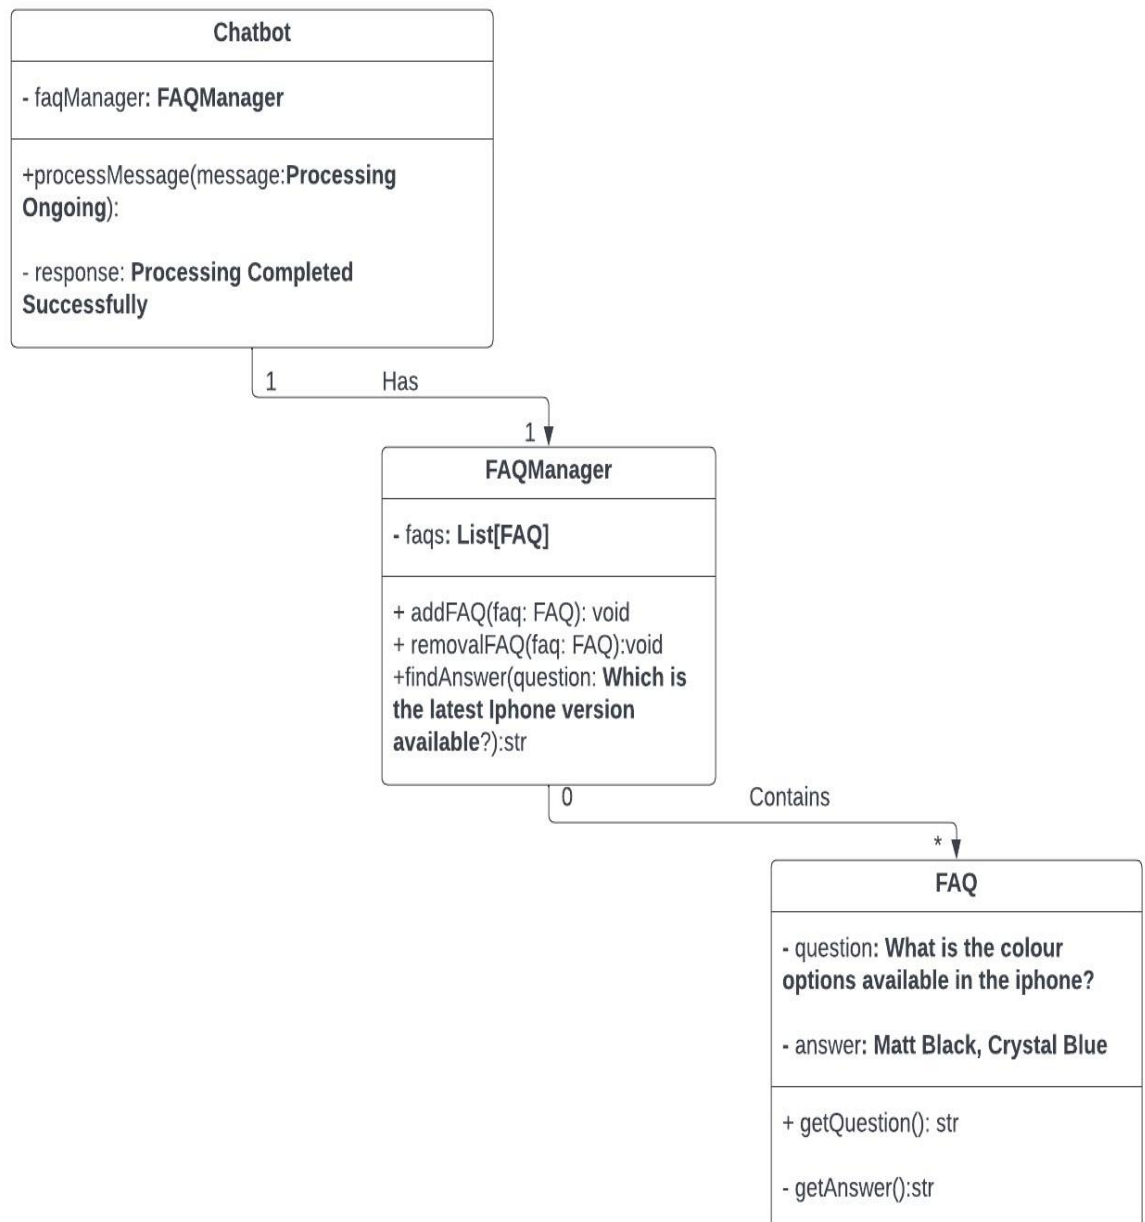 Chatbot
- faqManager: FAQManager
+processMessage(message:Processing
Ongoing):
- response: Processing Completed
Successfully
1 Has
1
FAQManager
- faqs: List[FAQ]
+ addFAQ(faq: FAQ): void
+ removalFAQ(faq: FAQ):void
+findAnswer(question: Which is
the latest Iphone version
available?):str
0 Contains
*
FAQ
- question: What is the colour
options available in the iphone?
- answer: Matt Black, Crystal Blue
+ getQuestion(): str
- getAnswer():str